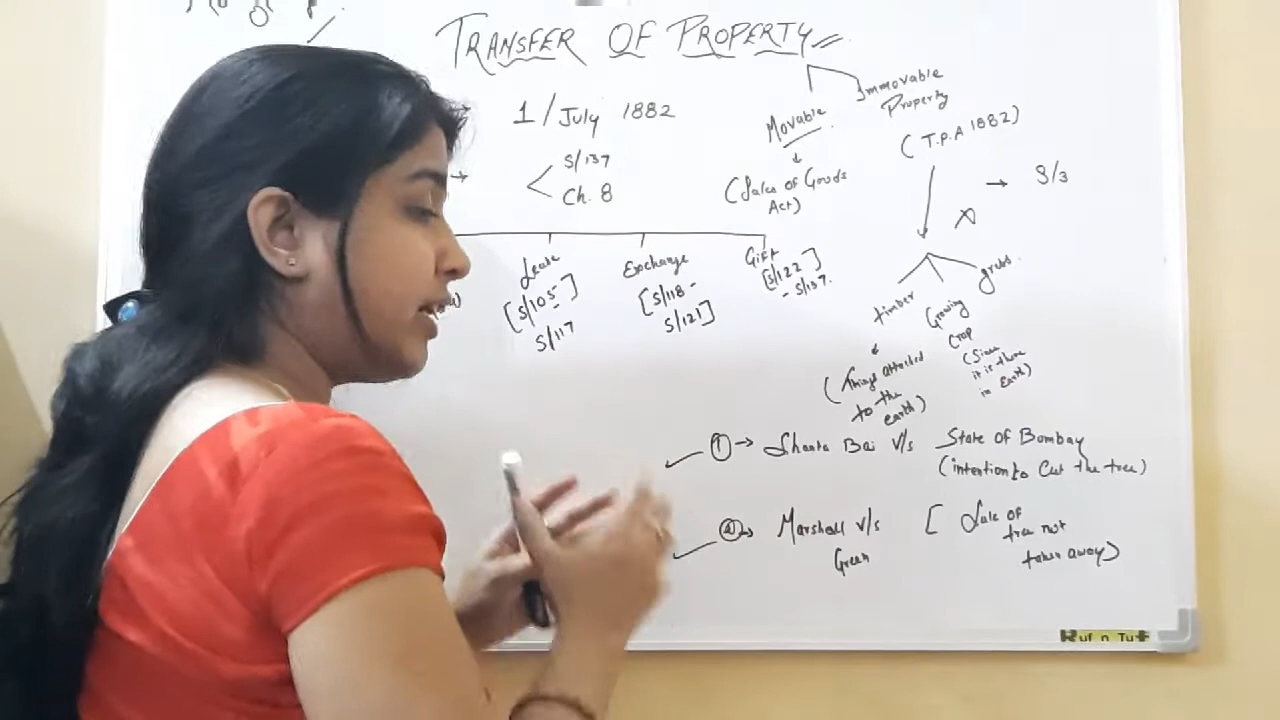 TRANSFER OF PROPERTY
1 / July 1882
S/137
Ch. 8
Lease
[S/105]
S/117
Exchange
[S/118 -
S/121]
Gift
[S/122]
- S/137.
Movable
(Sales of Goods
Act)
Immovable
Property
(T.P.A 1882)
→ S/3
timber
(Things attached
to the
earth)
Growing
Crop
(Since
it is there
in Earth)
① → Shanta Bai V/s State of Bombay
(intention to Cut the tree)
② → Marshall v/s
Green
[ Sale of
tree not
taken away)
Ruf n Tuf